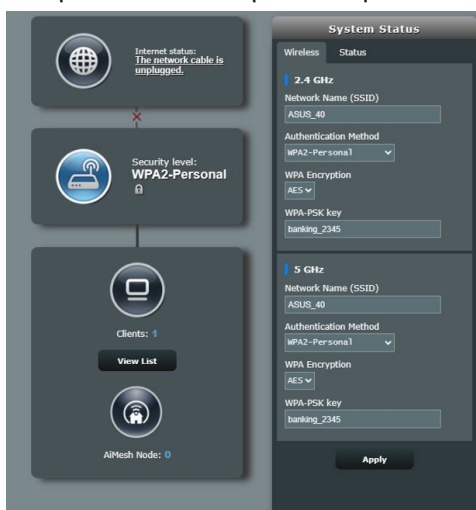 Internet status:
The network cable is
unplugged.
Security level:
WPA2-Personal
Clients: 1
View List
AiMesh Node: 0
System Status
Wireless Status
2.4 GHz
Network Name (SSID)
ASUS_40
Authentication Method
WPA2-Personal
WPA Encryption
AES
WPA-PSK key
banking_2345
5 GHz
Network Name (SSID)
ASUS_40
Authentication Method
WPA2-Personal
WPA Encryption
AES
WPA-PSK key
banking_2345
Apply